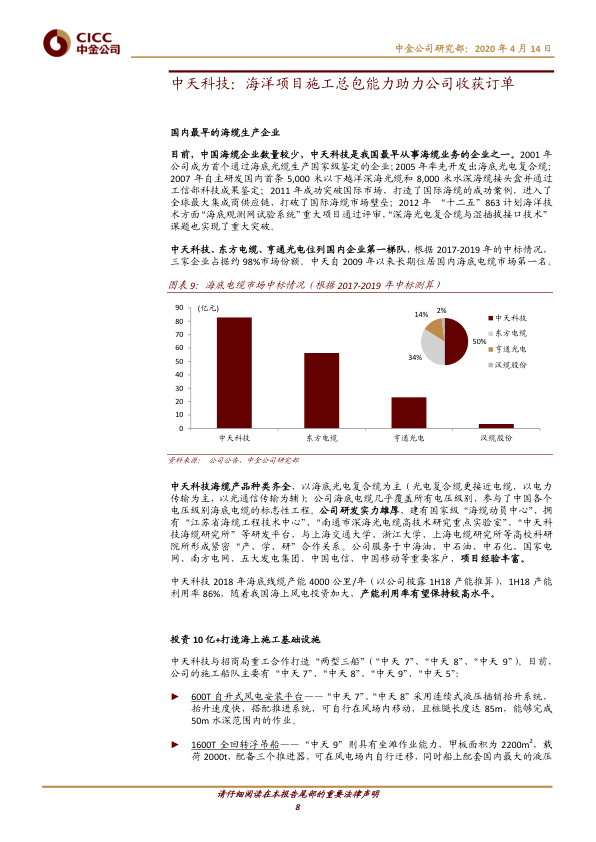 CICC
中金公司
中金公司研究部：2020 年 4 月 14 日
中天科技：海洋项目施工总包能力助力公司收获订单
国内最早的海缆生产企业
目前，中国海缆企业数量较少，中天科技是我国最早从事海缆业务的企业之一。2001 年
公司成为首个通过海底光缆生产国家级鉴定的企业；2005 年率先开发出海底光电复合缆；
2007 年自主研发国内首条 5,000 米以下越洋深海光缆和 8,000 米水深海缆接头盒并通过
工信部科技成果鉴定；2011 年成功突破国际市场，打造了国际海缆的成功案例，进入了
全球最大集成商供应链，打破了国际海缆市场壁垒；2012 年 “十二五”863 计划海洋技
术方面“海底观测网试验系统”重大项目通过评审，“深海光电复合缆与湿插拔接口技术”
课题也实现了重大突破。
中天科技、东方电缆、亨通光电位列国内企业第一梯队，根据 2017-2019 年的中标情况，
三家企业占据约 98%市场份额。中天自 2009 年以来长期位居国内海底电缆市场第一名。
图表 9：海底电缆市场中标情况（根据 2017-2019 年中标测算）
(亿元)
90
80
70
60
50
40
30
20
10
0
中天科技 东方电缆 亨通光电 汉缆股份
14% 2%
50%
34%
中天科技
东方电缆
亨通光电
汉缆股份
资料来源： 公司公告，中金公司研究部
中天科技海缆产品种类齐全，以海底光电复合缆为主（光电复合缆更接近电缆，以电力
传输为主，以光通信传输为辅）；公司海底电缆几乎覆盖所有电压级别，参与了中国各个
电压级别海底电缆的标志性工程。公司研发实力雄厚，建有国家级“海缆动员中心”，拥
有“江苏省海缆工程技术中心”、“南通市深海光电缆高技术研究重点实验室”、“中天科
技海缆研究所”等研发平台，与上海交通大学、浙江大学、上海电缆研究所等高校科研
院所形成紧密“产、学、研”合作关系。公司服务于中海油、中石油、中石化、国家电
网、南方电网、五大发电集团、中国电信、中国移动等重要客户，项目经验丰富。
中天科技 2018 年海底线缆产能 4000 公里/年（以公司披露 1H18 产能推算），1H18 产能
利用率 86%，随着我国海上风电投资加大，产能利用率有望保持较高水平。
投资 10 亿+打造海上施工基础设施
中天科技与招商局重工合作打造“两型三船”（“中天 7”、“中天 8”、“中天 9”）。目前，
公司的施工船队主要有“中天 7”、“中天 8”、“中天 9”、“中天 5”：
► 600T 自升式风电安装平台——“中天 7”、“中天 8”采用连续式液压插销抬升系统，
抬升速度快，搭配推进系统，可自行在风场内移动，且桩腿长度达 85m，能够完成
50m 水深范围内的作业。
► 1600T 全回转浮吊船——“中天 9”则具有坐滩作业能力，甲板面积为 2200m²，载
荷 2000t，配备三个推进器，可在风电场内自行迁移，同时船上配套国内最大的液压
请仔细阅读在本报告尾部的重要法律声明
8